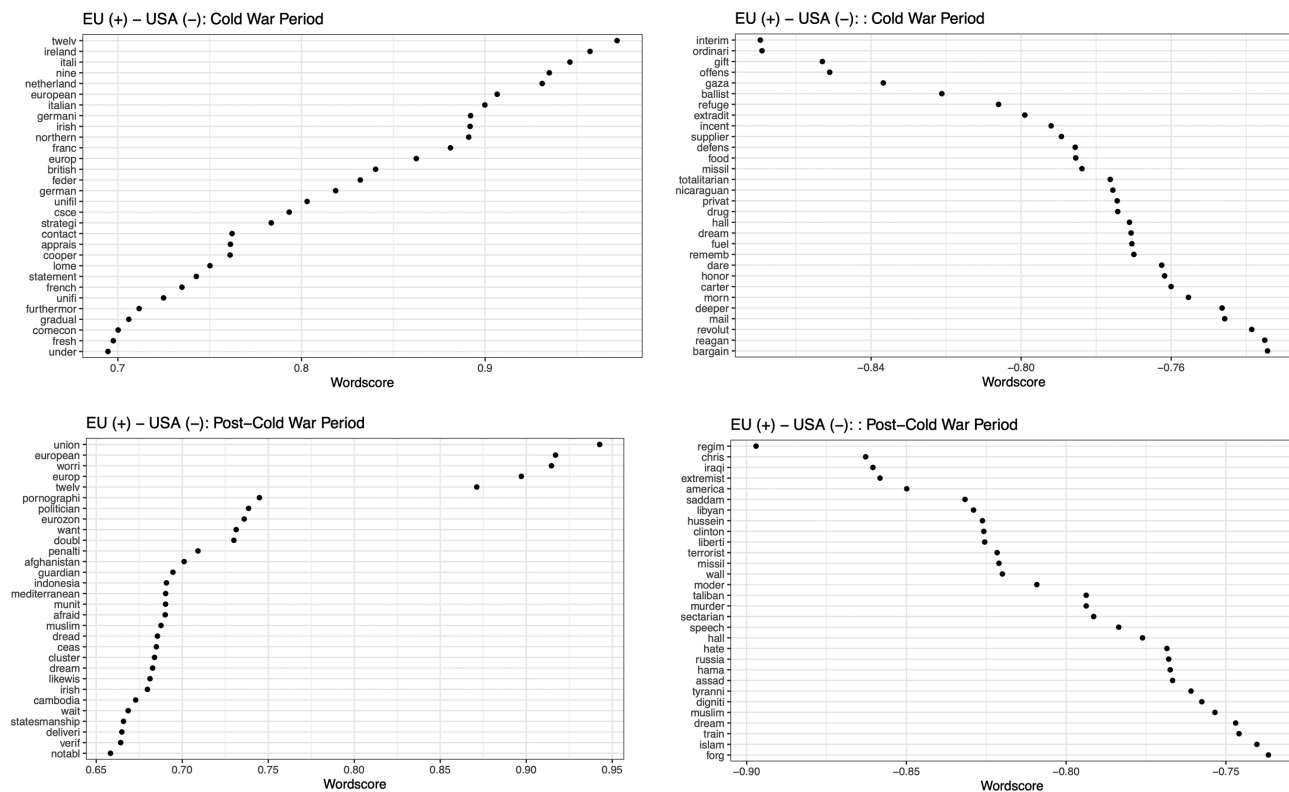 EU (+) – USA (–): Cold War Period
twelv
ireland
itali
nine
netherland
european
italian
germani
irish
northern
franc
europ
british
feder
german
unifil
csce
strategi
contact
apprais
cooper
lome
statement
french
unifi
furthermor
gradual
comecon
fresh
under
0.7 0.8 0.9
Wordscore
EU (+) – USA (–): : Cold War Period
interim
ordinari
gift
offens
gaza
ballist
refuge
extradit
incent
supplier
defens
food
missil
totalitarian
nicaraguan
privat
drug
hall
dream
fuel
rememb
dare
honor
carter
morn
deeper
mail
revolut
reagan
bargain
−0.84 −0.80 −0.76
Wordscore
EU (+) – USA (–): Post–Cold War Period
union
european
worri
europ
twelv
pornographi
politician
eurozon
want
doubl
penalti
afghanistan
guardian
indonesia
mediterranean
munit
afraid
muslim
dread
ceas
cluster
dream
likewis
irish
cambodia
wait
statesmanship
deliveri
verif
notabl
0.65 0.70 0.75 0.80 0.85 0.90 0.95
Wordscore
EU (+) – USA (–): : Post–Cold War Period
regim
chris
iraqi
extremist
america
saddam
libyan
hussein
clinton
liberti
terrorist
missil
wall
moder
taliban
murder
sectarian
speech
hall
hate
russia
hama
assad
tyranni
digniti
muslim
dream
train
islam
forg
−0.90 −0.85 −0.80 −0.75
Wordscore